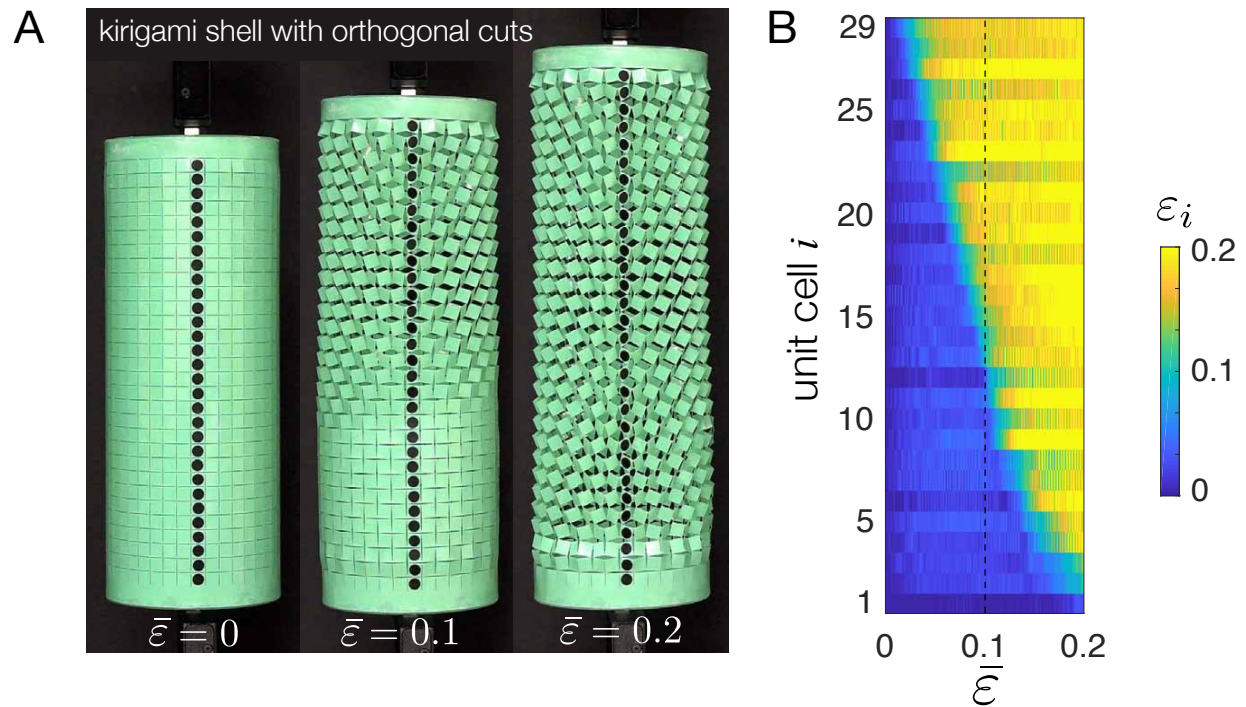 A
kirigami shell with orthogonal cuts
ε̄ = 0
ε̄ = 0.1
ε̄ = 0.2
B
29
25
20
15
10
5
1
unit cell i
0
0.1
0.2
ε̄
εᵢ
0.2
0.1
0